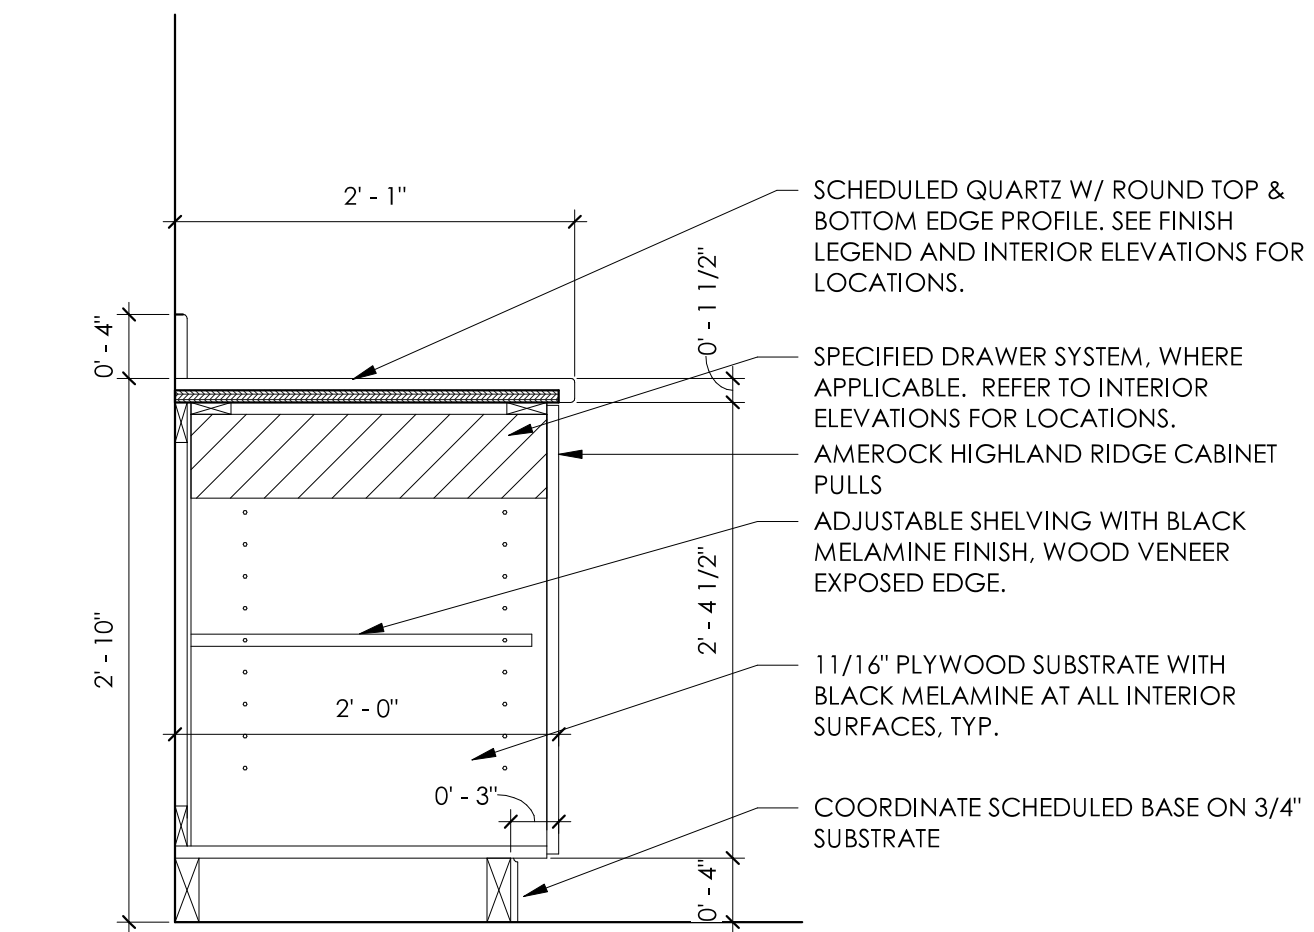 2' - 1"
SCHEDULED QUARTZ W/ ROUND TOP &
BOTTOM EDGE PROFILE. SEE FINISH
LEGEND AND INTERIOR ELEVATIONS FOR
LOCATIONS.
0' - 1 1/2"
0' - 4"
SPECIFIED DRAWER SYSTEM, WHERE
APPLICABLE.  REFER TO INTERIOR
ELEVATIONS FOR LOCATIONS.
AMEROCK HIGHLAND RIDGE CABINET
PULLS
ADJUSTABLE SHELVING WITH BLACK
MELAMINE FINISH, WOOD VENEER
EXPOSED EDGE.
2' - 4 1/2"
2' - 10"
11/16" PLYWOOD SUBSTRATE WITH
BLACK MELAMINE AT ALL INTERIOR
SURFACES, TYP.
2' - 0"
0' - 3"
COORDINATE SCHEDULED BASE ON 3/4"
SUBSTRATE
0' - 4"